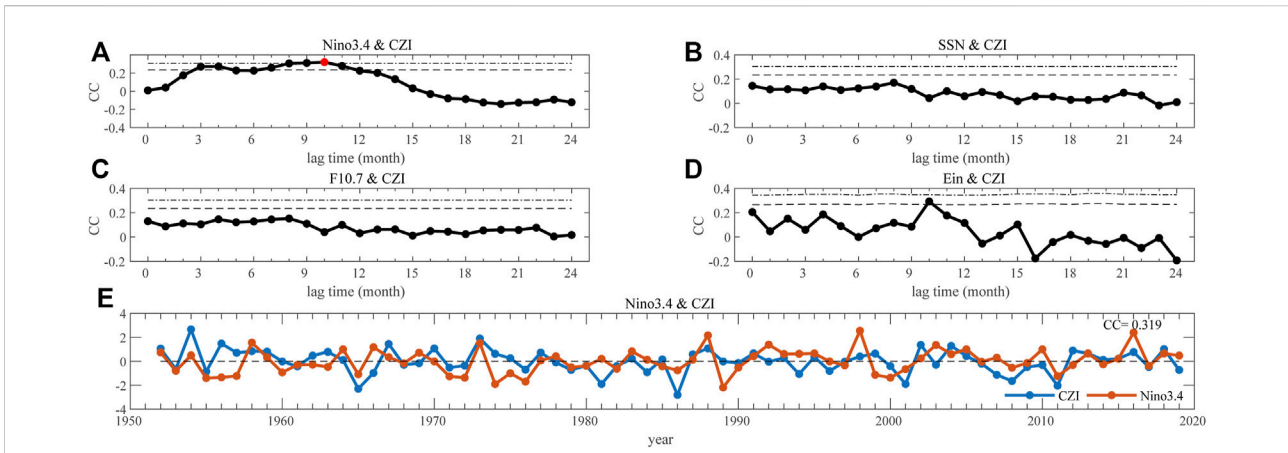 A
Nino3.4 & CZI
CC
0.2
0
-0.2
-0.4
0 3 6 9 12 15 18 21 24
lag time (month)
B
SSN & CZI
CC
0.4
0.2
0
-0.2
0 3 6 9 12 15 18 21 24
lag time (month)
C
F10.7 & CZI
CC
0.4
0.2
0
-0.2
0 3 6 9 12 15 18 21 24
lag time (month)
D
Ein & CZI
CC
0.4
0.2
0
-0.2
0 3 6 9 12 15 18 21 24
lag time (month)
E
Nino3.4 & CZI
CC= 0.319
4
2
0
-2
-4
CZI Nino3.4
1950 1960 1970 1980 1990 2000 2010 2020
year